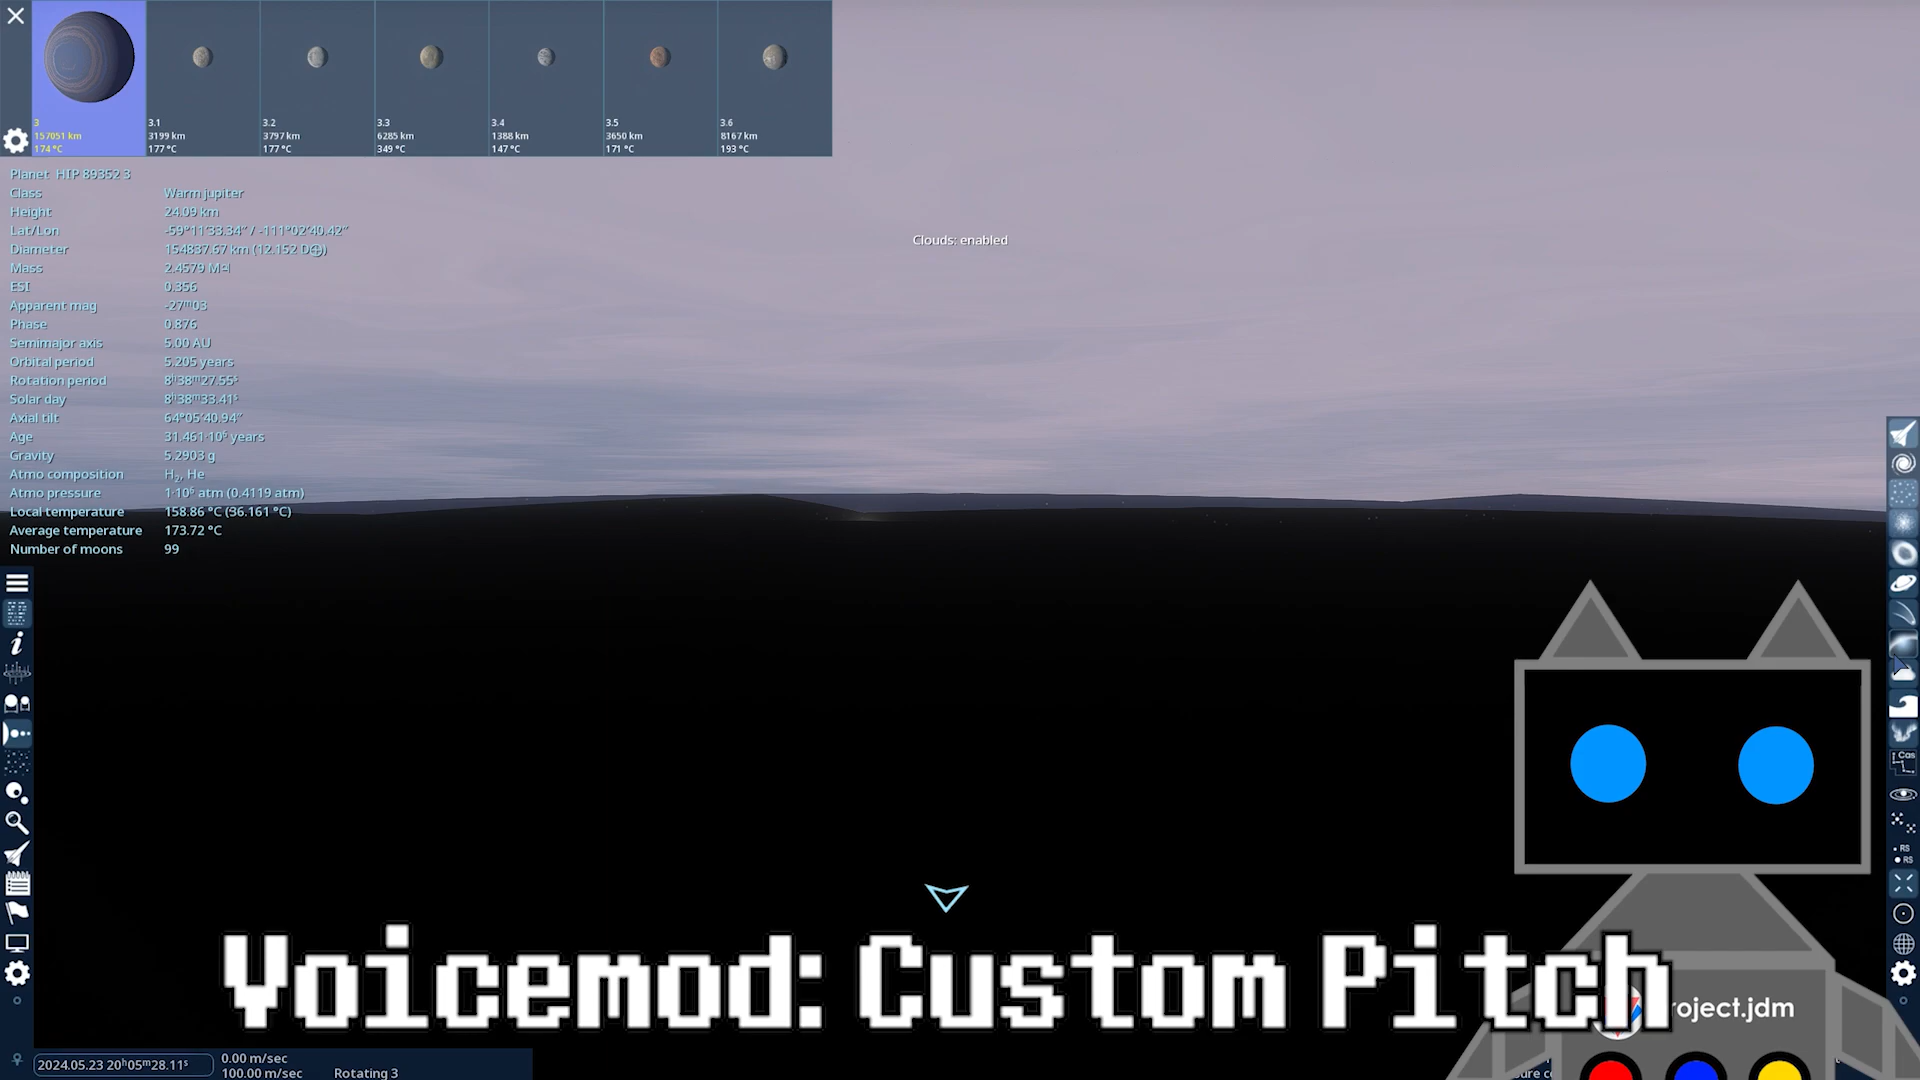 3
157051 km
174 °C
3.1
3199 km
177 °C
3.2
3797 km
177 °C
3.3
6285 km
349 °C
3.4
1388 km
147 °C
3.5
3650 km
171 °C
3.6
8167 km
193 °C
Planet HIP 89352 3
Class Warm jupiter
Height 24.09 km
Lat/Lon -59°11'33.34" / -111°02'40.42"
Diameter 154837.67 km (12.152 D⊕)
Mass 2.4579 M♃
ESI 0.356
Apparent mag -27ᵐ03
Phase 0.876
Semimajor axis 5.00 AU
Orbital period 5.205 years
Rotation period 8ʰ38ᵐ27.55ˢ
Solar day 8ʰ38ᵐ33.41ˢ
Axial tilt 64°05'40.94"
Age 31.461·10⁶ years
Gravity 5.2903 g
Atmo composition H₂, He
Atmo pressure 1·10⁶ atm (0.4119 atm)
Local temperature 158.86 °C (36.161 °C)
Average temperature 173.72 °C
Number of moons 99
Clouds: enabled
Cas
RS
RS
Voicemod: Custom Pitch
roject.jdm
2024.05.23 20ʰ05ᵐ28.11ˢ
0.00 m/sec
100.00 m/sec Rotating 3